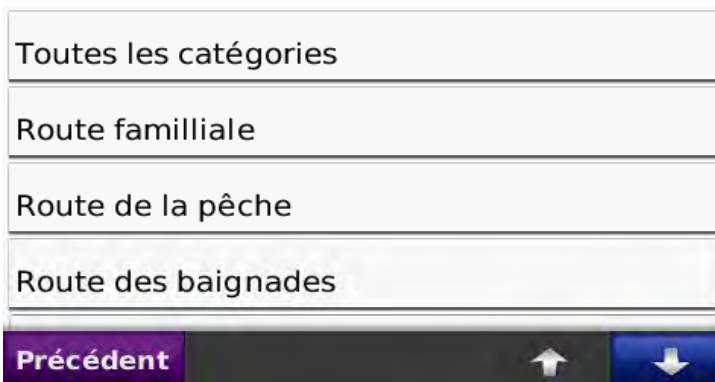 Toutes les catégories
Route familliale
Route de la pêche
Route des baignades
Précédent